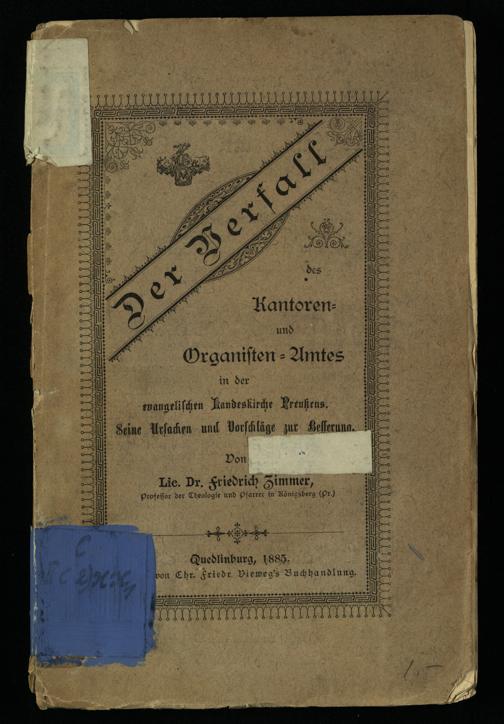 Der Verfall
des
Kantoren-
und
Organisten-Amtes
in der
evangelischen Landeskirche Preußens.
Seine Ursachen und Vorschläge zur Besserung.
Von
Lic. Dr. Friedrich Zimmer,
Professor der Theologie und Pfarrer in Königsberg (Pr.)
Quedlinburg, 1885.
von Chr. Friedr. Vieweg's Buchhandlung.
1.-